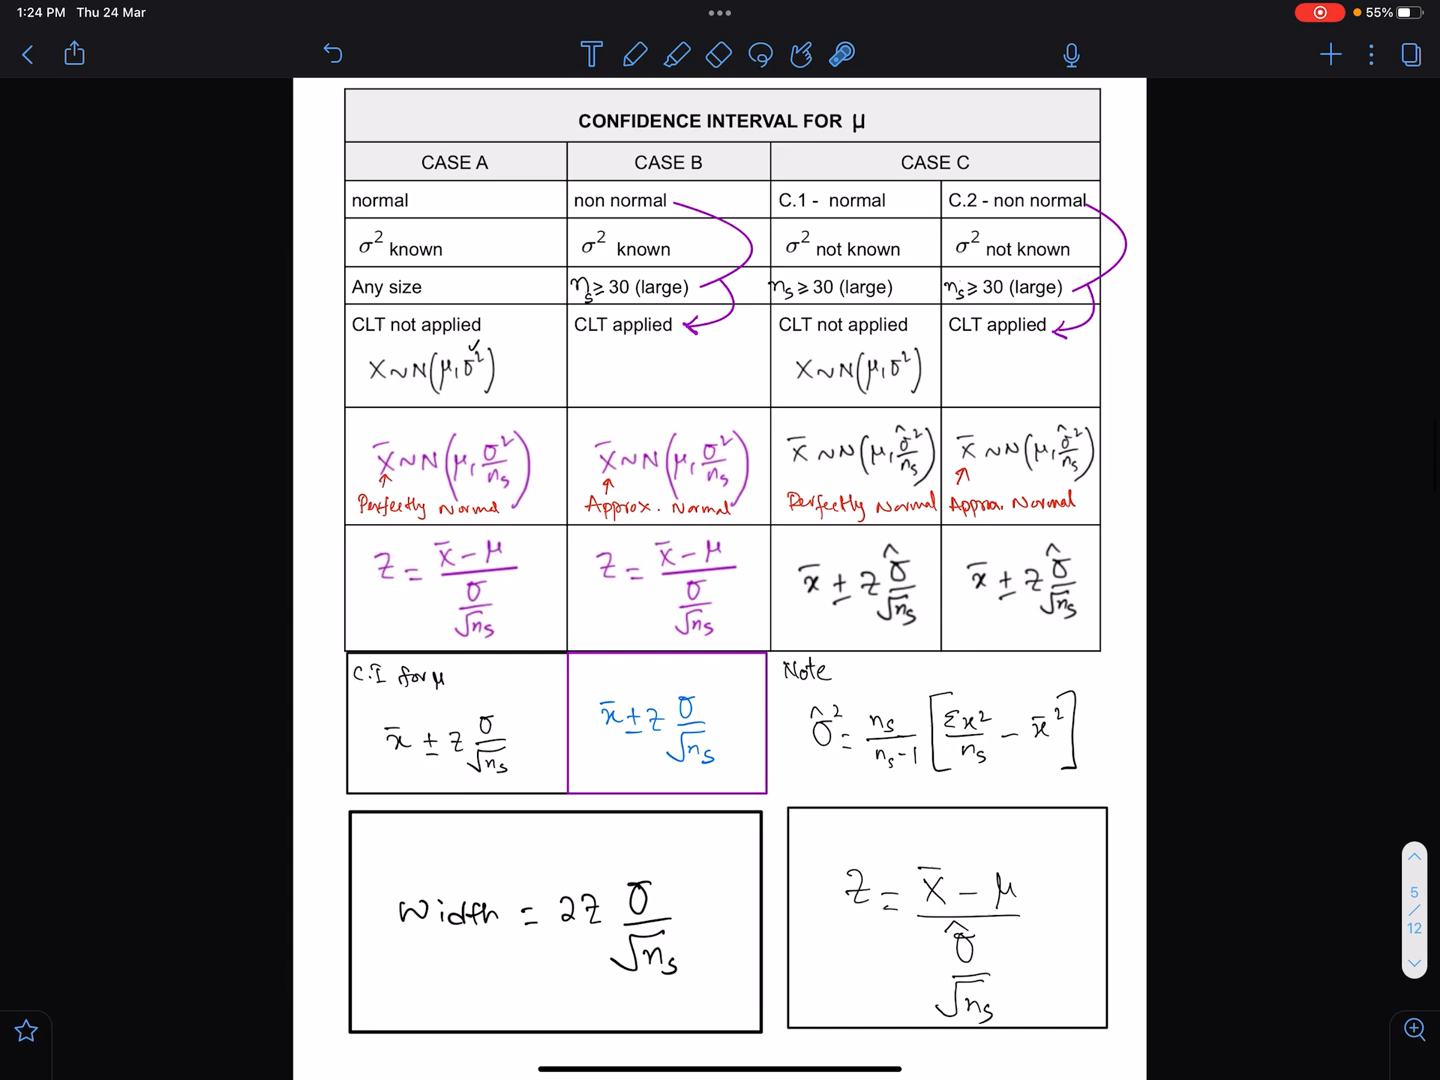 1:24 PM Thu 24 Mar
55%
CONFIDENCE INTERVAL FOR μ
CASE A CASE B CASE C
normal non normal C.1 - normal C.2 - non normal
σ² known σ² known σ² not known σ² not known
Any size nₛ ≥ 30 (large) nₛ ≥ 30 (large) nₛ ≥ 30 (large)
CLT not applied CLT applied CLT not applied CLT applied
X ~ N(μ, σ²) X ~ N(μ, σ²)
X̄ ~ N(μ, σ²/nₛ) X̄ ~ N(μ, σ²/nₛ) X̄ ~ N(μ, σ̂²/nₛ) X̄ ~ N(μ, σ̂²/nₛ)
Perfectly Normal Approx. Normal Perfectly Normal Approx. Normal
Z = (X̄ - μ)/(σ/√nₛ) Z = (X̄ - μ)/(σ/√nₛ) x̄ ± Z σ̂/√nₛ x̄ ± Z σ̂/√nₛ
C.I for μ Note
x̄ ± Z σ/√nₛ x̄ ± Z σ/√nₛ σ̂² = nₛ/(nₛ-1) [Σx²/nₛ - x̄²]
Width = 2Z σ/√nₛ Z = (X̄ - μ)/(σ̂/√nₛ)
5
/
12